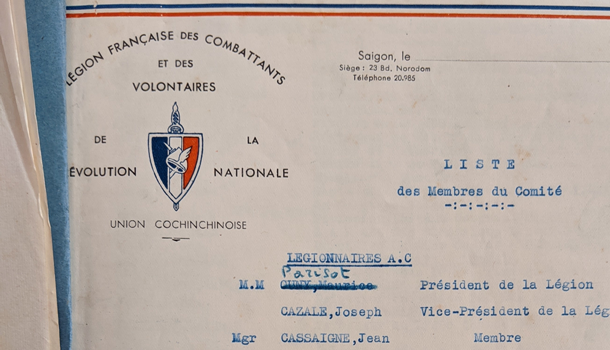 LÉGION FRANÇAISE DES COMBATTANTS
ET DES
VOLONTAIRES
DE LA
ÉVOLUTION NATIONALE
UNION COCHINCHINOISE
Saigon, le
Siège : 23 Bd. Norodom
Téléphone 20.985
LISTE
des Membres du Comité
-:-:-:-:-
LEGIONNAIRES A.C
Parisot
M.M CUNY,Maurice Président de la Légion
CAZALE,Joseph Vice-Président de la Lég
Mgr CASSAIGNE,Jean Membre